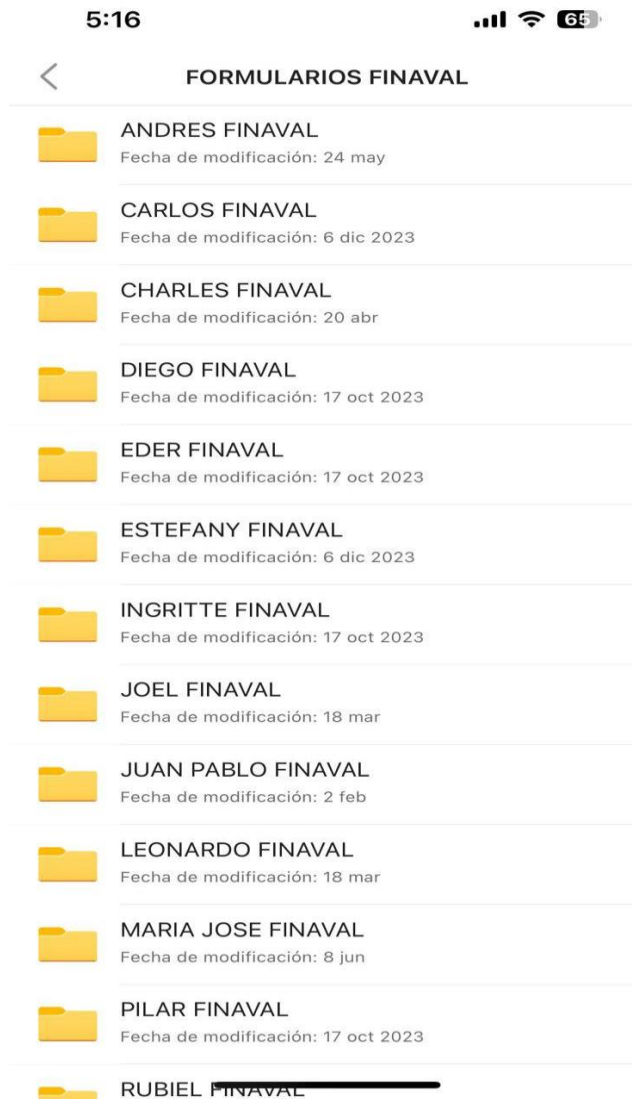 5:16
65
FORMULARIOS FINAVAL
ANDRES FINAVAL
Fecha de modificación: 24 may
CARLOS FINAVAL
Fecha de modificación: 6 dic 2023
CHARLES FINAVAL
Fecha de modificación: 20 abr
DIEGO FINAVAL
Fecha de modificación: 17 oct 2023
EDER FINAVAL
Fecha de modificación: 17 oct 2023
ESTEFANY FINAVAL
Fecha de modificación: 6 dic 2023
INGRITTE FINAVAL
Fecha de modificación: 17 oct 2023
JOEL FINAVAL
Fecha de modificación: 18 mar
JUAN PABLO FINAVAL
Fecha de modificación: 2 feb
LEONARDO FINAVAL
Fecha de modificación: 18 mar
MARIA JOSE FINAVAL
Fecha de modificación: 8 jun
PILAR FINAVAL
Fecha de modificación: 17 oct 2023
RUBIEL FINAVAL